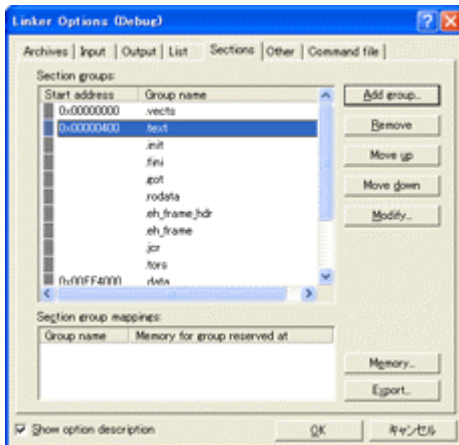 Linker Options (Debug)
Archives Input Output List Sections Other Command file
Section groups:
Start address Group name
0x00000000 .vects
0x00000400 .text
.init
.fini
.got
.rodata
.eh_frame_hdr
.eh_frame
.jcr
.tors
0x00FF4000 .data
Add group...
Remove
Move up
Move down
Modify...
Section group mappings:
Group name Memory for group reserved at
Memory...
Export...
Show option description
OK
キャンセル